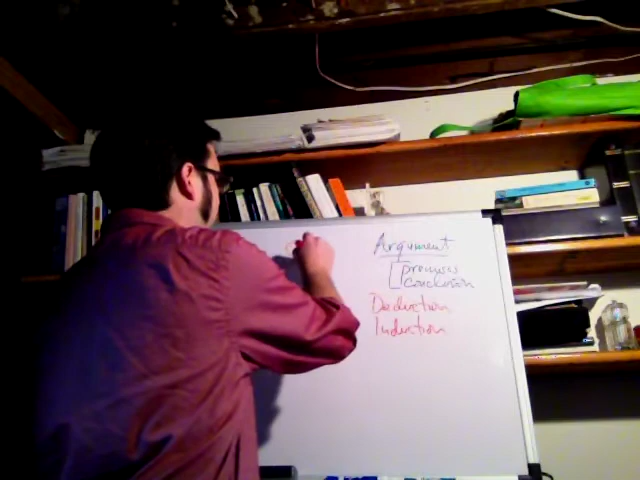 Argument
premises
conclusion
Deduction
Induction